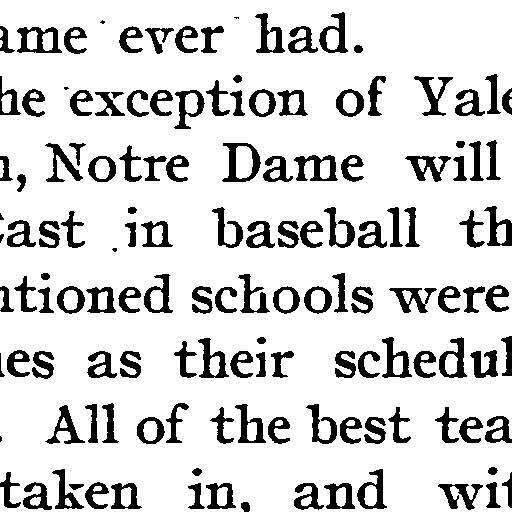 ame ever had.
he exception of Yale
n, Notre Dame will
East in baseball th
ntioned schools were
es as their schedul
. All of the best tea
taken in, and wit